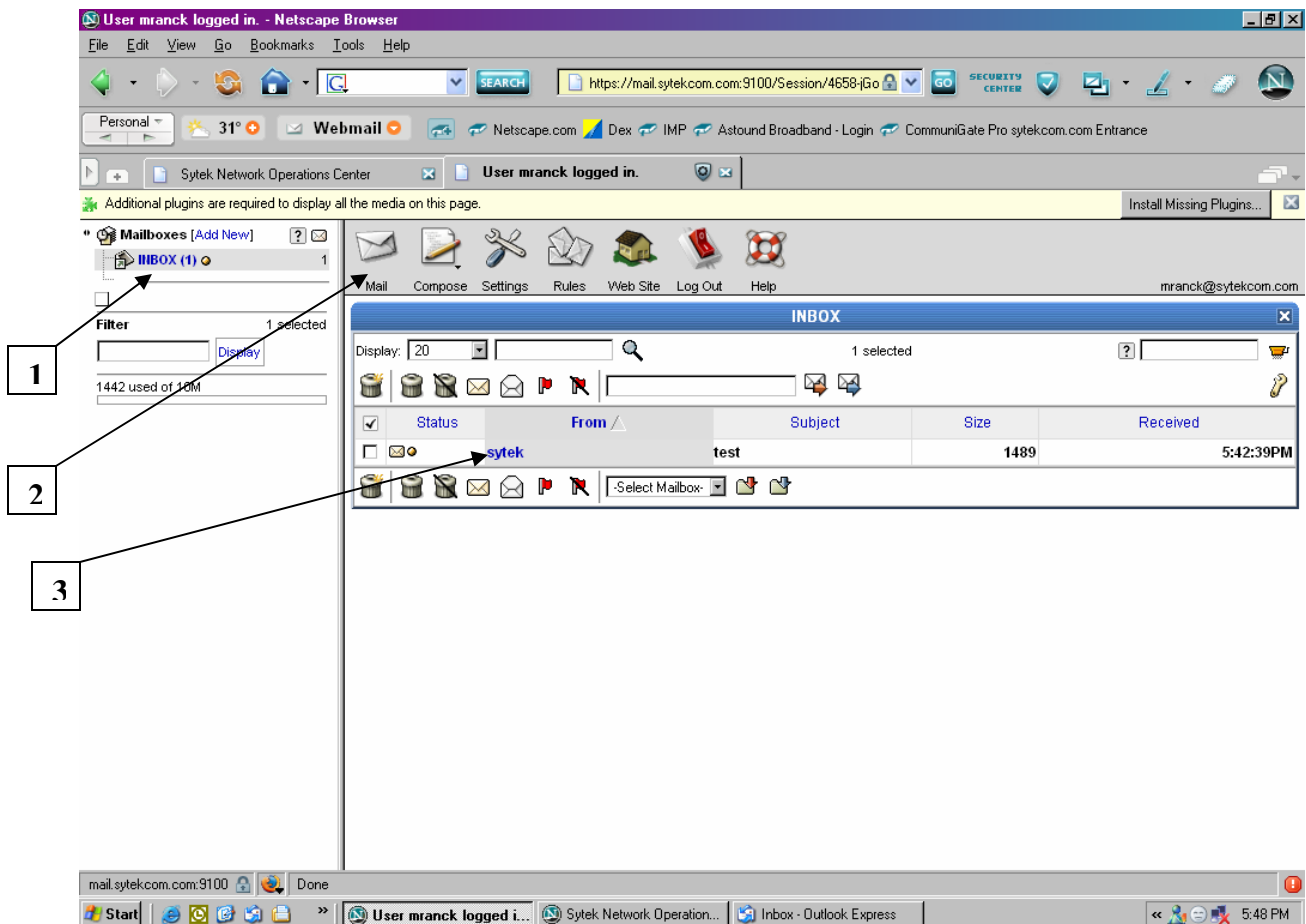 User mranck logged in. - Netscape Browser
File Edit View Go Bookmarks Tools Help
G
SEARCH
https://mail.sytekcom.com:9100/Session/4658-jGo
GO
SECURITY CENTER
N
Personal
31°
Webmail
Netscape.com
Dex
IMP
Astound Broadband - Login
CommuniGate Pro sytekcom.com Entrance
Sytek Network Operations Center
User mranck logged in.
Additional plugins are required to display all the media on this page.
Install Missing Plugins...
Mailboxes [Add New] ?
INBOX (1) 1
Filter 1 selected
Display
1442 used of 10M
Mail Compose Settings Rules Web Site Log Out Help
mranck@sytekcom.com
INBOX
Display: 20
1 selected
?
Status From Subject Size Received
sytek test 1489 5:42:39PM
-Select Mailbox-
1
2
3
mail.sytekcom.com:9100 Done
Start
»
User mranck logged i...
Sytek Network Operation...
Inbox - Outlook Express
«
5:48 PM